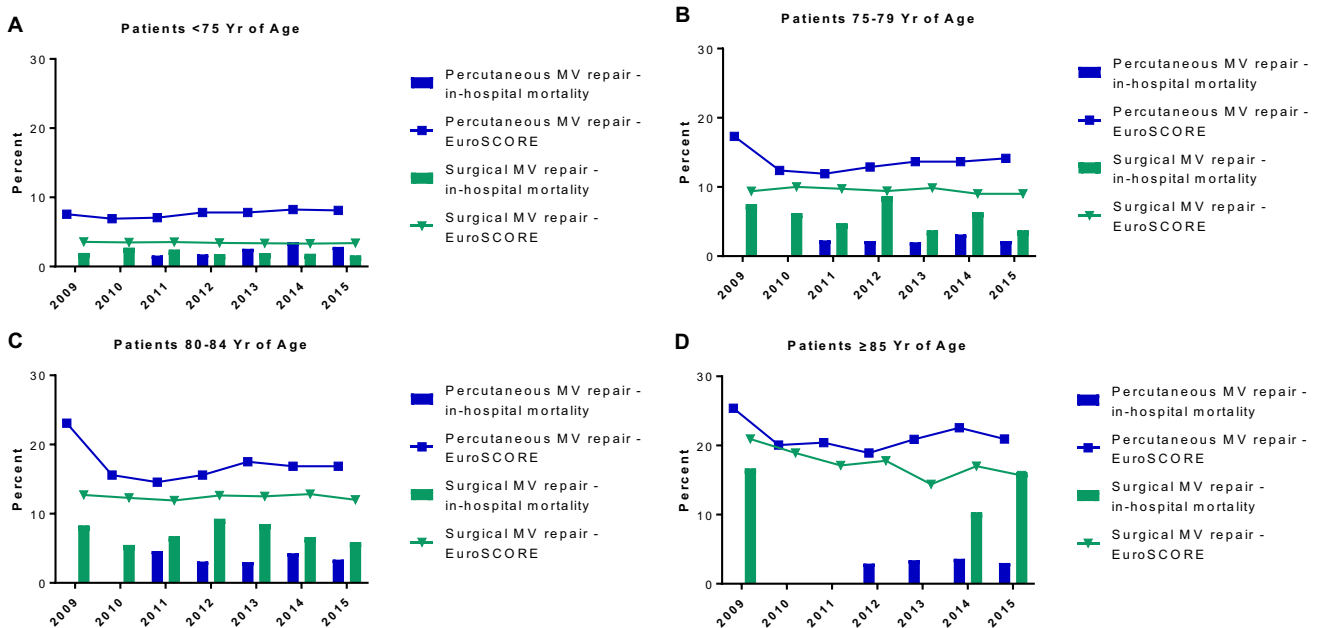 A
Patients <75 Yr of Age
30
20
10
0
Percent
2009
2010
2011
2012
2013
2014
2015
Percutaneous MV repair -
in-hospital mortality
Percutaneous MV repair -
EuroSCORE
Surgical MV repair -
in-hospital mortality
Surgical MV repair -
EuroSCORE
B
Patients 75-79 Yr of Age
30
20
10
0
Percent
2009
2010
2011
2012
2013
2014
2015
Percutaneous MV repair -
in-hospital mortality
Percutaneous MV repair -
EuroSCORE
Surgical MV repair -
in-hospital mortality
Surgical MV repair -
EuroSCORE
C
Patients 80-84 Yr of Age
30
20
10
0
Percent
2009
2010
2011
2012
2013
2014
2015
Percutaneous MV repair -
in-hospital mortality
Percutaneous MV repair -
EuroSCORE
Surgical MV repair -
in-hospital mortality
Surgical MV repair -
EuroSCORE
D
Patients ≥85 Yr of Age
30
20
10
0
Percent
2009
2010
2011
2012
2013
2014
2015
Percutaneous MV repair -
in-hospital mortality
Percutaneous MV repair -
EuroSCORE
Surgical MV repair -
in-hospital mortality
Surgical MV repair -
EuroSCORE